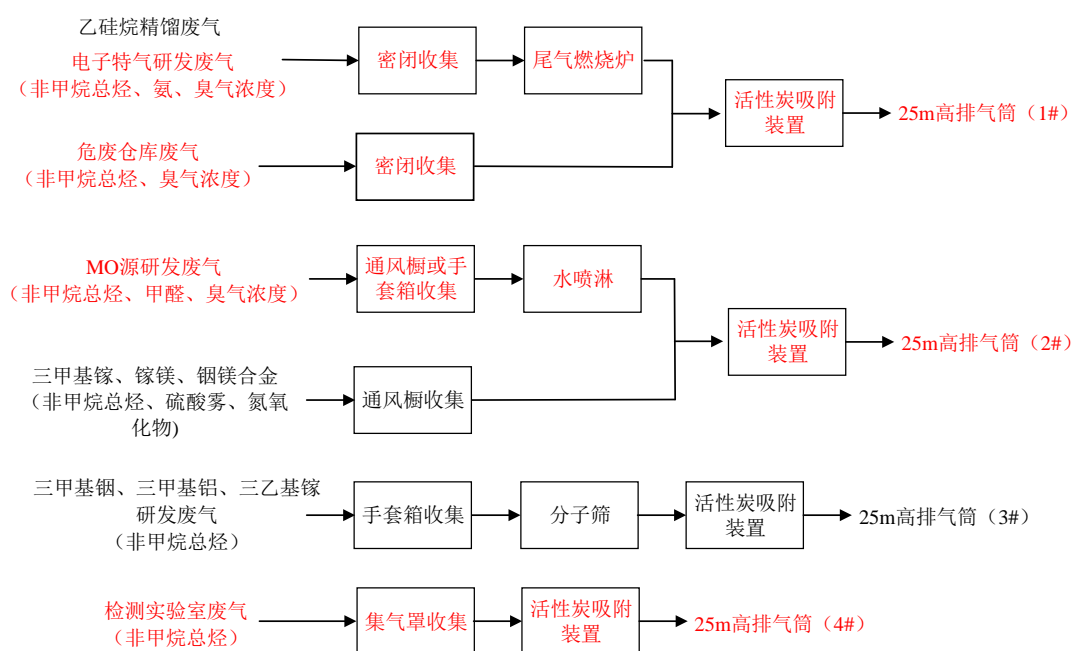 乙硅烷精馏废气
电子特气研发废气
（非甲烷总烃、氨、臭气浓度）
密闭收集
尾气燃烧炉
活性炭吸附
装置
25m高排气筒（1#）
危废仓库废气
（非甲烷总烃、臭气浓度）
密闭收集
MO源研发废气
（非甲烷总烃、甲醛、臭气浓度）
通风橱或手
套箱收集
水喷淋
活性炭吸附
装置
25m高排气筒（2#）
三甲基镓、镓镁、铟镁合金
（非甲烷总烃、硫酸雾、氮氧
化物)
通风橱收集
三甲基铟、三甲基铝、三乙基镓
研发废气
（非甲烷总烃）
手套箱收集
分子筛
活性炭吸附
装置
25m高排气筒（3#）
检测实验室废气
（非甲烷总烃）
集气罩收集
活性炭吸附
装置
25m高排气筒（4#）